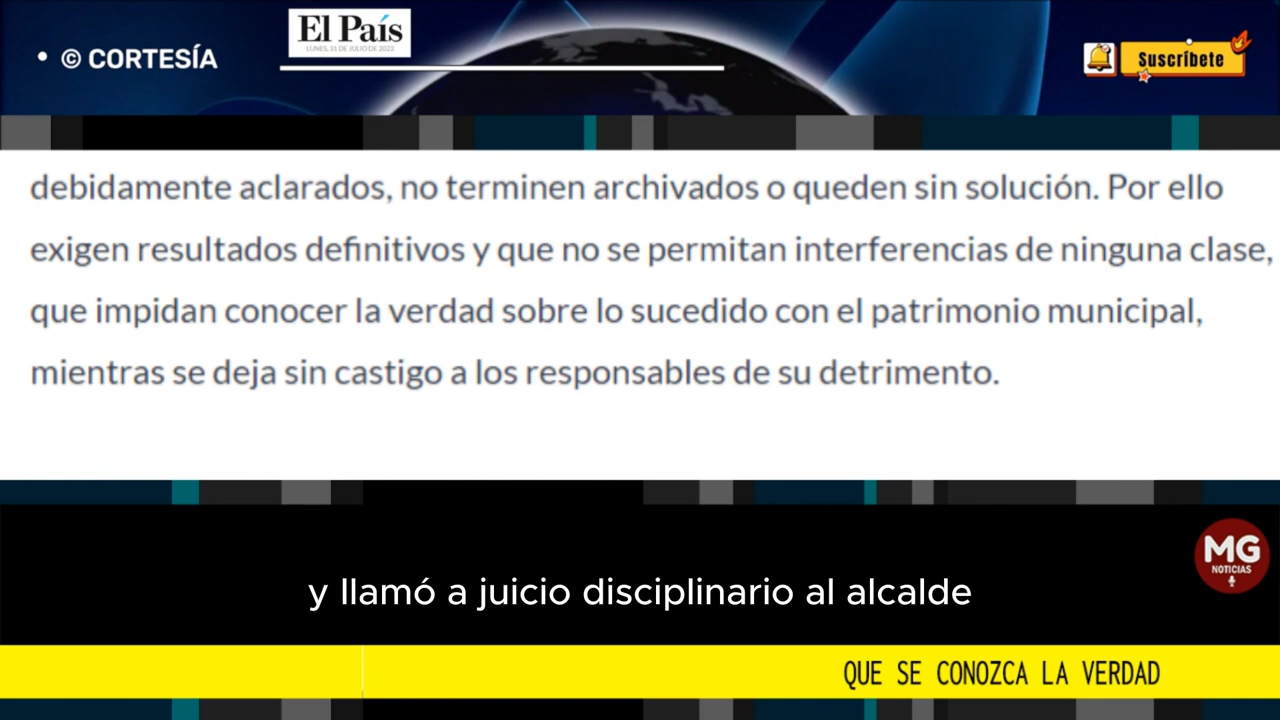 El País
LUNES, 31 DE JULIO DE 2023
• © CORTESÍA
Suscríbete
debidamente aclarados, no terminen archivados o queden sin solución. Por ello
exigen resultados definitivos y que no se permitan interferencias de ninguna clase,
que impidan conocer la verdad sobre lo sucedido con el patrimonio municipal,
mientras se deja sin castigo a los responsables de su detrimento.
MG
NOTICIAS
y llamó a juicio disciplinario al alcalde
QUE SE CONOZCA LA VERDAD